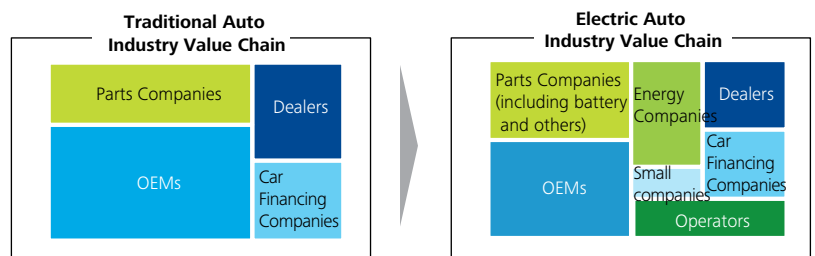 Traditional Auto
Industry Value Chain
Parts Companies
Dealers
OEMs
Car
Financing
Companies
Electric Auto
Industry Value Chain
Parts Companies
(including battery
and others)
Energy
Companies
Dealers
OEMs
Small
companies
Car
Financing
Companies
Operators